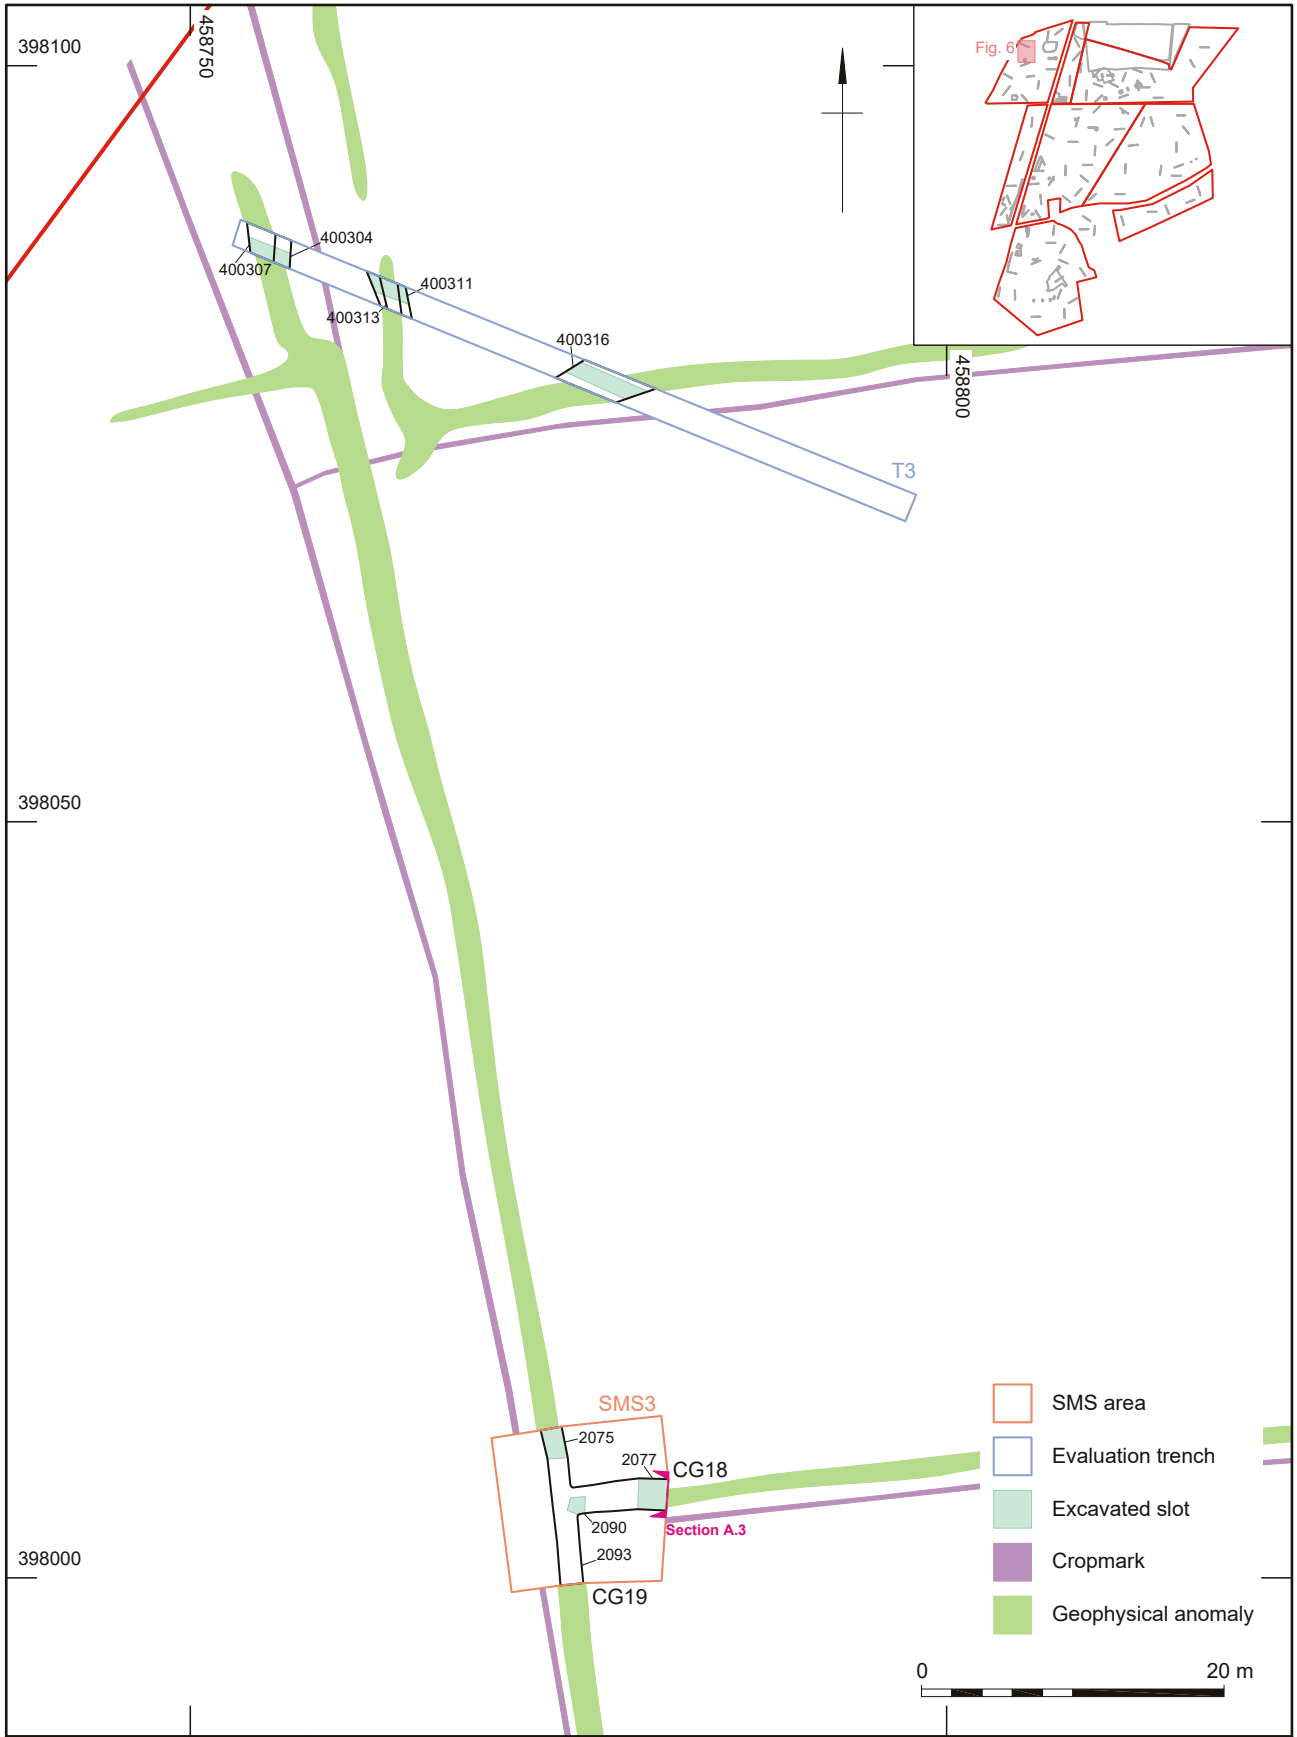 398100
458750
Fig. 6
400304
400307
400311
400313
400316
458800
T3
398050
SMS3
2075
2077
CG18
2090
Section A.3
2093
398000
CG19
SMS area
Evaluation trench
Excavated slot
Cropmark
Geophysical anomaly
0 20 m